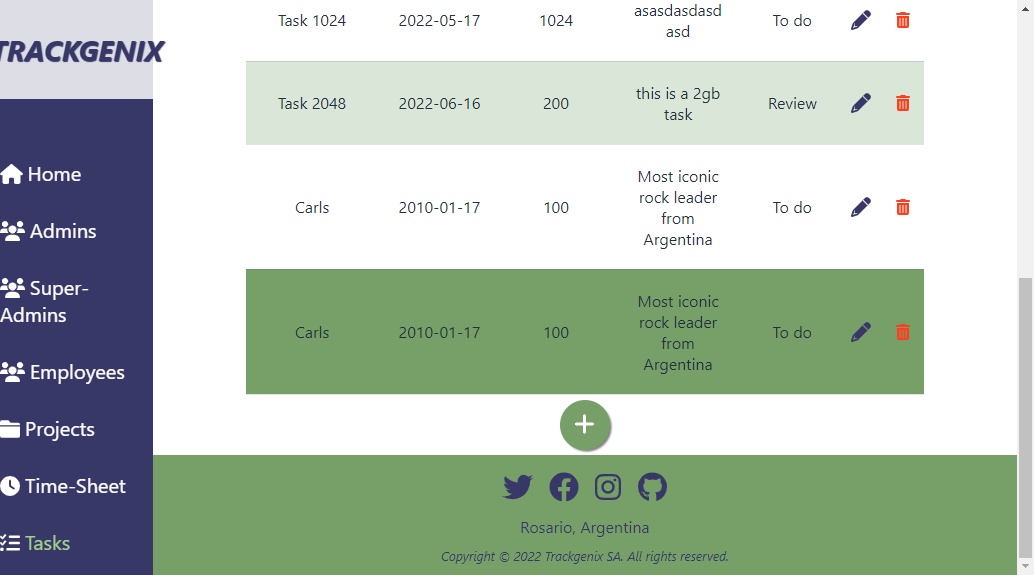 TRACKGENIX
Home
Admins
Super-
Admins
Employees
Projects
Time-Sheet
Tasks
Task 1024 2022-05-17 1024 asasdasdasd To do
asd
Task 2048 2022-06-16 200 this is a 2gb Review
task
Carls 2010-01-17 100 Most iconic To do
rock leader
from
Argentina
Carls 2010-01-17 100 Most iconic To do
rock leader
from
Argentina
Rosario, Argentina
Copyright © 2022 Trackgenix SA. All rights reserved.